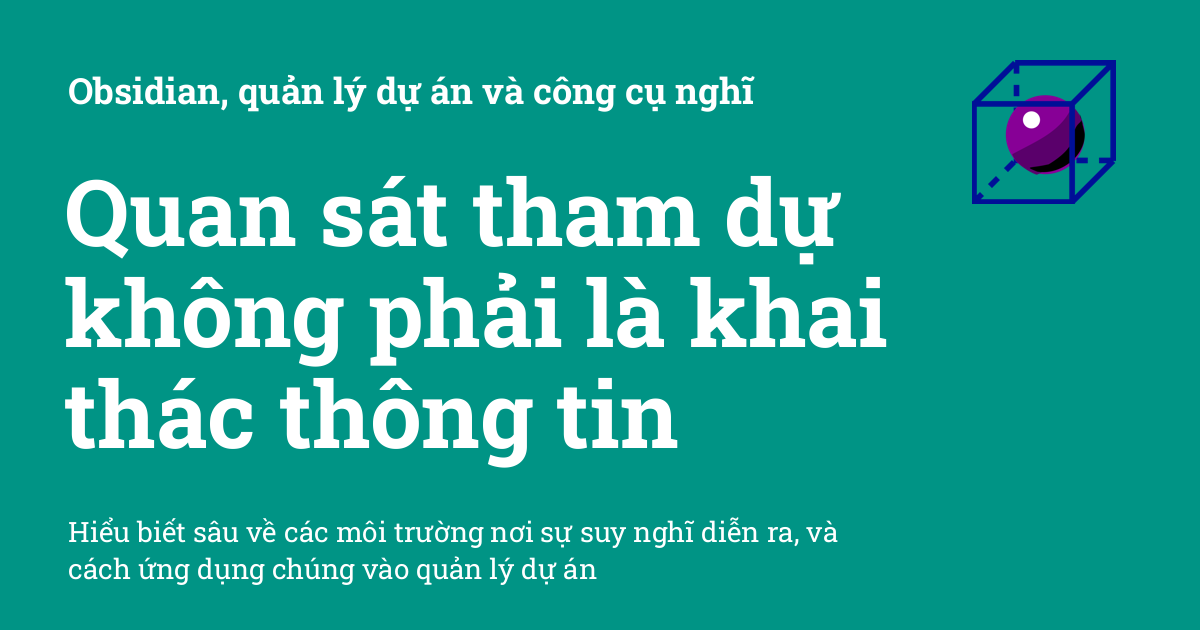 Obsidian, quản lý dự án và công cụ nghĩ
Quan sát tham dự
không phải là khai
thác thông tin
Hiểu biết sâu về các môi trường nơi sự suy nghĩ diễn ra, và
cách ứng dụng chúng vào quản lý dự án